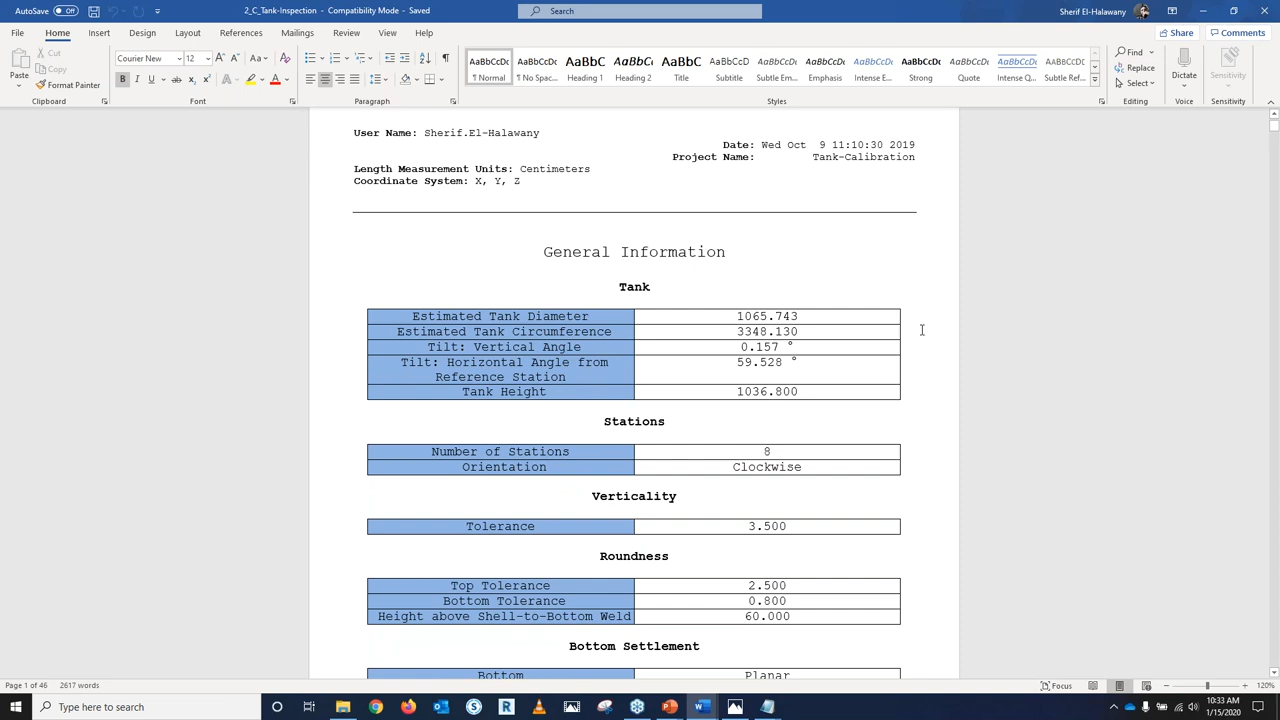 AutoSave Off 2_C_Tank-Inspection - Compatibility Mode - Saved Search Sherif El-Halawany
File Home Insert Design Layout References Mailings Review View Help Share Comments
Paste Cut Copy Format Painter Clipboard
Courier New 12 Font
Paragraph
AaBbCcDc ¶ Normal
AaBbCcDc ¶ No Spac...
AaBbC Heading 1
AaBbCcE Heading 2
AaBbC Title
AaBbCcD Subtitle
AaBbCcDc Subtle Em...
AaBbCcDc Emphasis
AaBbCcDc Intense E...
AaBbCcDc Strong
AaBbCcDc Quote
AaBbCcDc Intense Q...
AaBbCcDc Subtle Ref...
Styles
Find Replace Select Editing
Dictate Voice
Sensitivity Sensitivity
User Name: Sherif.El-Halawany
Date: Wed Oct 9 11:10:30 2019
Project Name: Tank-Calibration
Length Measurement Units: Centimeters
Coordinate System: X, Y, Z
General Information
Tank
Estimated Tank Diameter 1065.743
Estimated Tank Circumference 3348.130
Tilt: Vertical Angle 0.157 °
Tilt: Horizontal Angle from 59.528 °
Reference Station
Tank Height 1036.800
Stations
Number of Stations 8
Orientation Clockwise
Verticality
Tolerance 3.500
Roundness
Top Tolerance 2.500
Bottom Tolerance 0.800
Height above Shell-to-Bottom Weld 60.000
Bottom Settlement
Bottom Planar
Page 1 of 46 2617 words Focus 120%
Type here to search
10:33 AM
1/15/2020